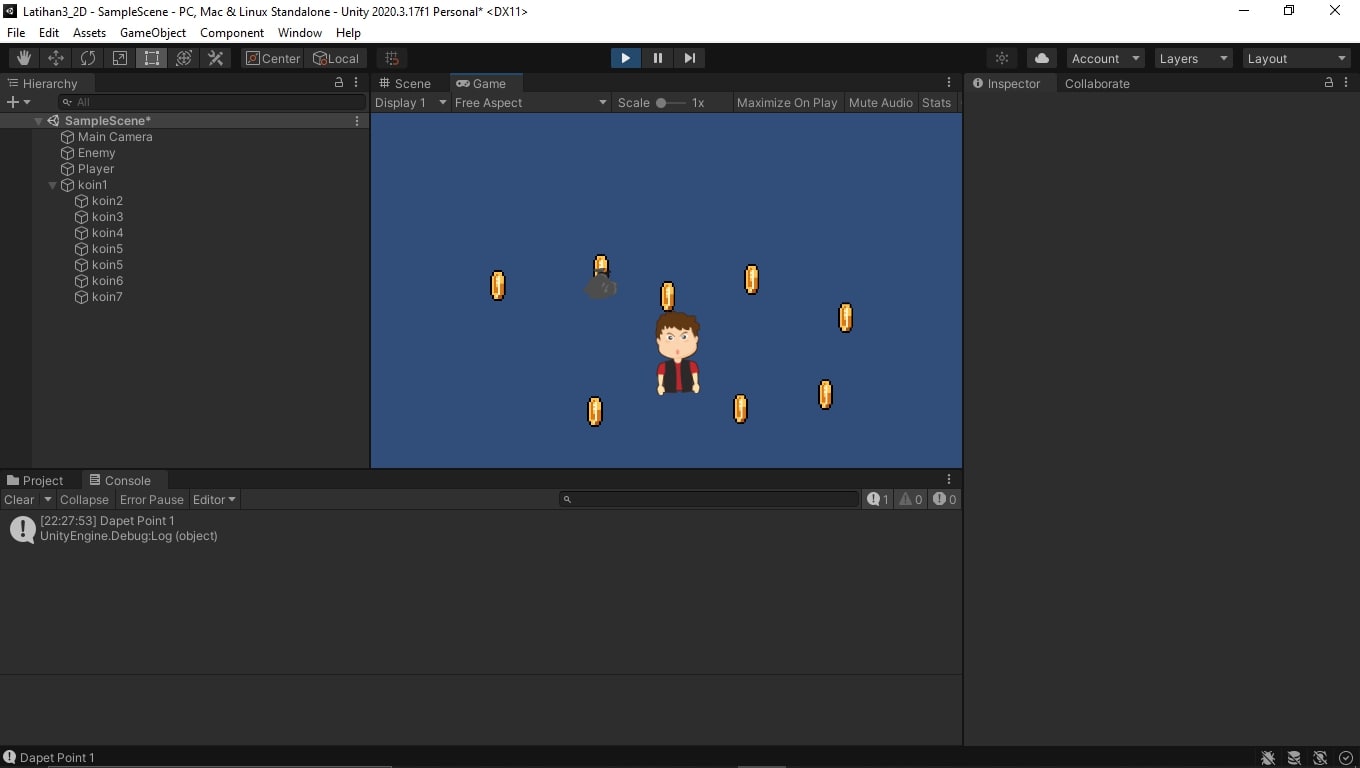 Latihan3_2D - SampleScene - PC, Mac & Linux Standalone - Unity 2020.3.17f1 Personal* <DX11>
File Edit Assets GameObject Component Window Help
Center Local Account Layers Layout
Hierarchy
All
SampleScene*
Main Camera
Enemy
Player
koin1
koin2
koin3
koin4
koin5
koin5
koin6
koin7
Scene Game
Display 1 Free Aspect Scale 1x Maximize On Play Mute Audio Stats
Inspector Collaborate
Project Console
Clear Collapse Error Pause Editor 1 0 0
[22:27:53] Dapet Point 1
UnityEngine.Debug:Log (object)
Dapet Point 1